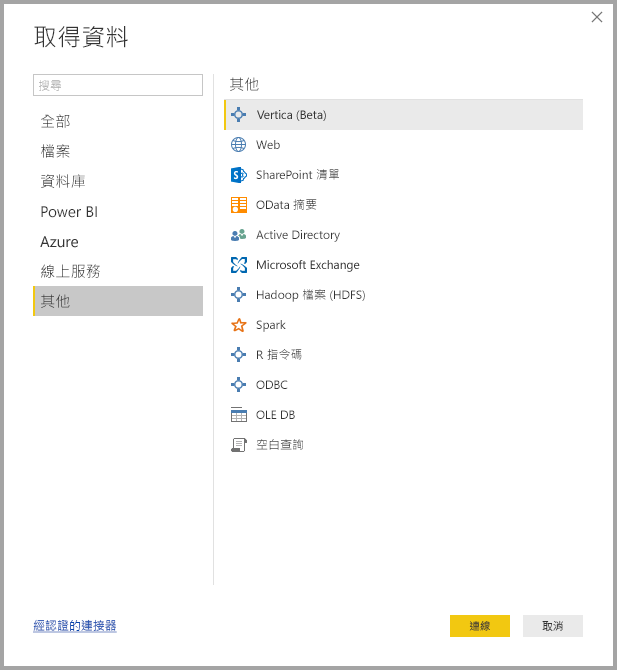 取得資料
搜尋
全部
檔案
資料庫
Power BI
Azure
線上服務
其他
其他
Vertica (Beta)
Web
SharePoint 清單
OData 摘要
Active Directory
Microsoft Exchange
Hadoop 檔案 (HDFS)
Spark
R 指令碼
ODBC
OLE DB
空白查詢
經認證的連接器
連線
取消